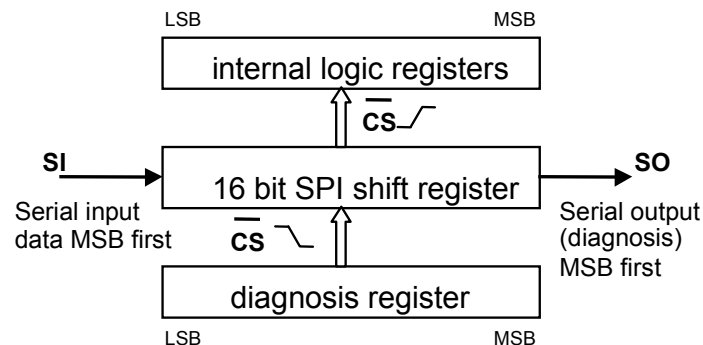 LSB MSB
internal logic registers
CS
SI
SO
16 bit SPI shift register
Serial input
data MSB first
CS
Serial output
(diagnosis)
MSB first
diagnosis register
LSB MSB